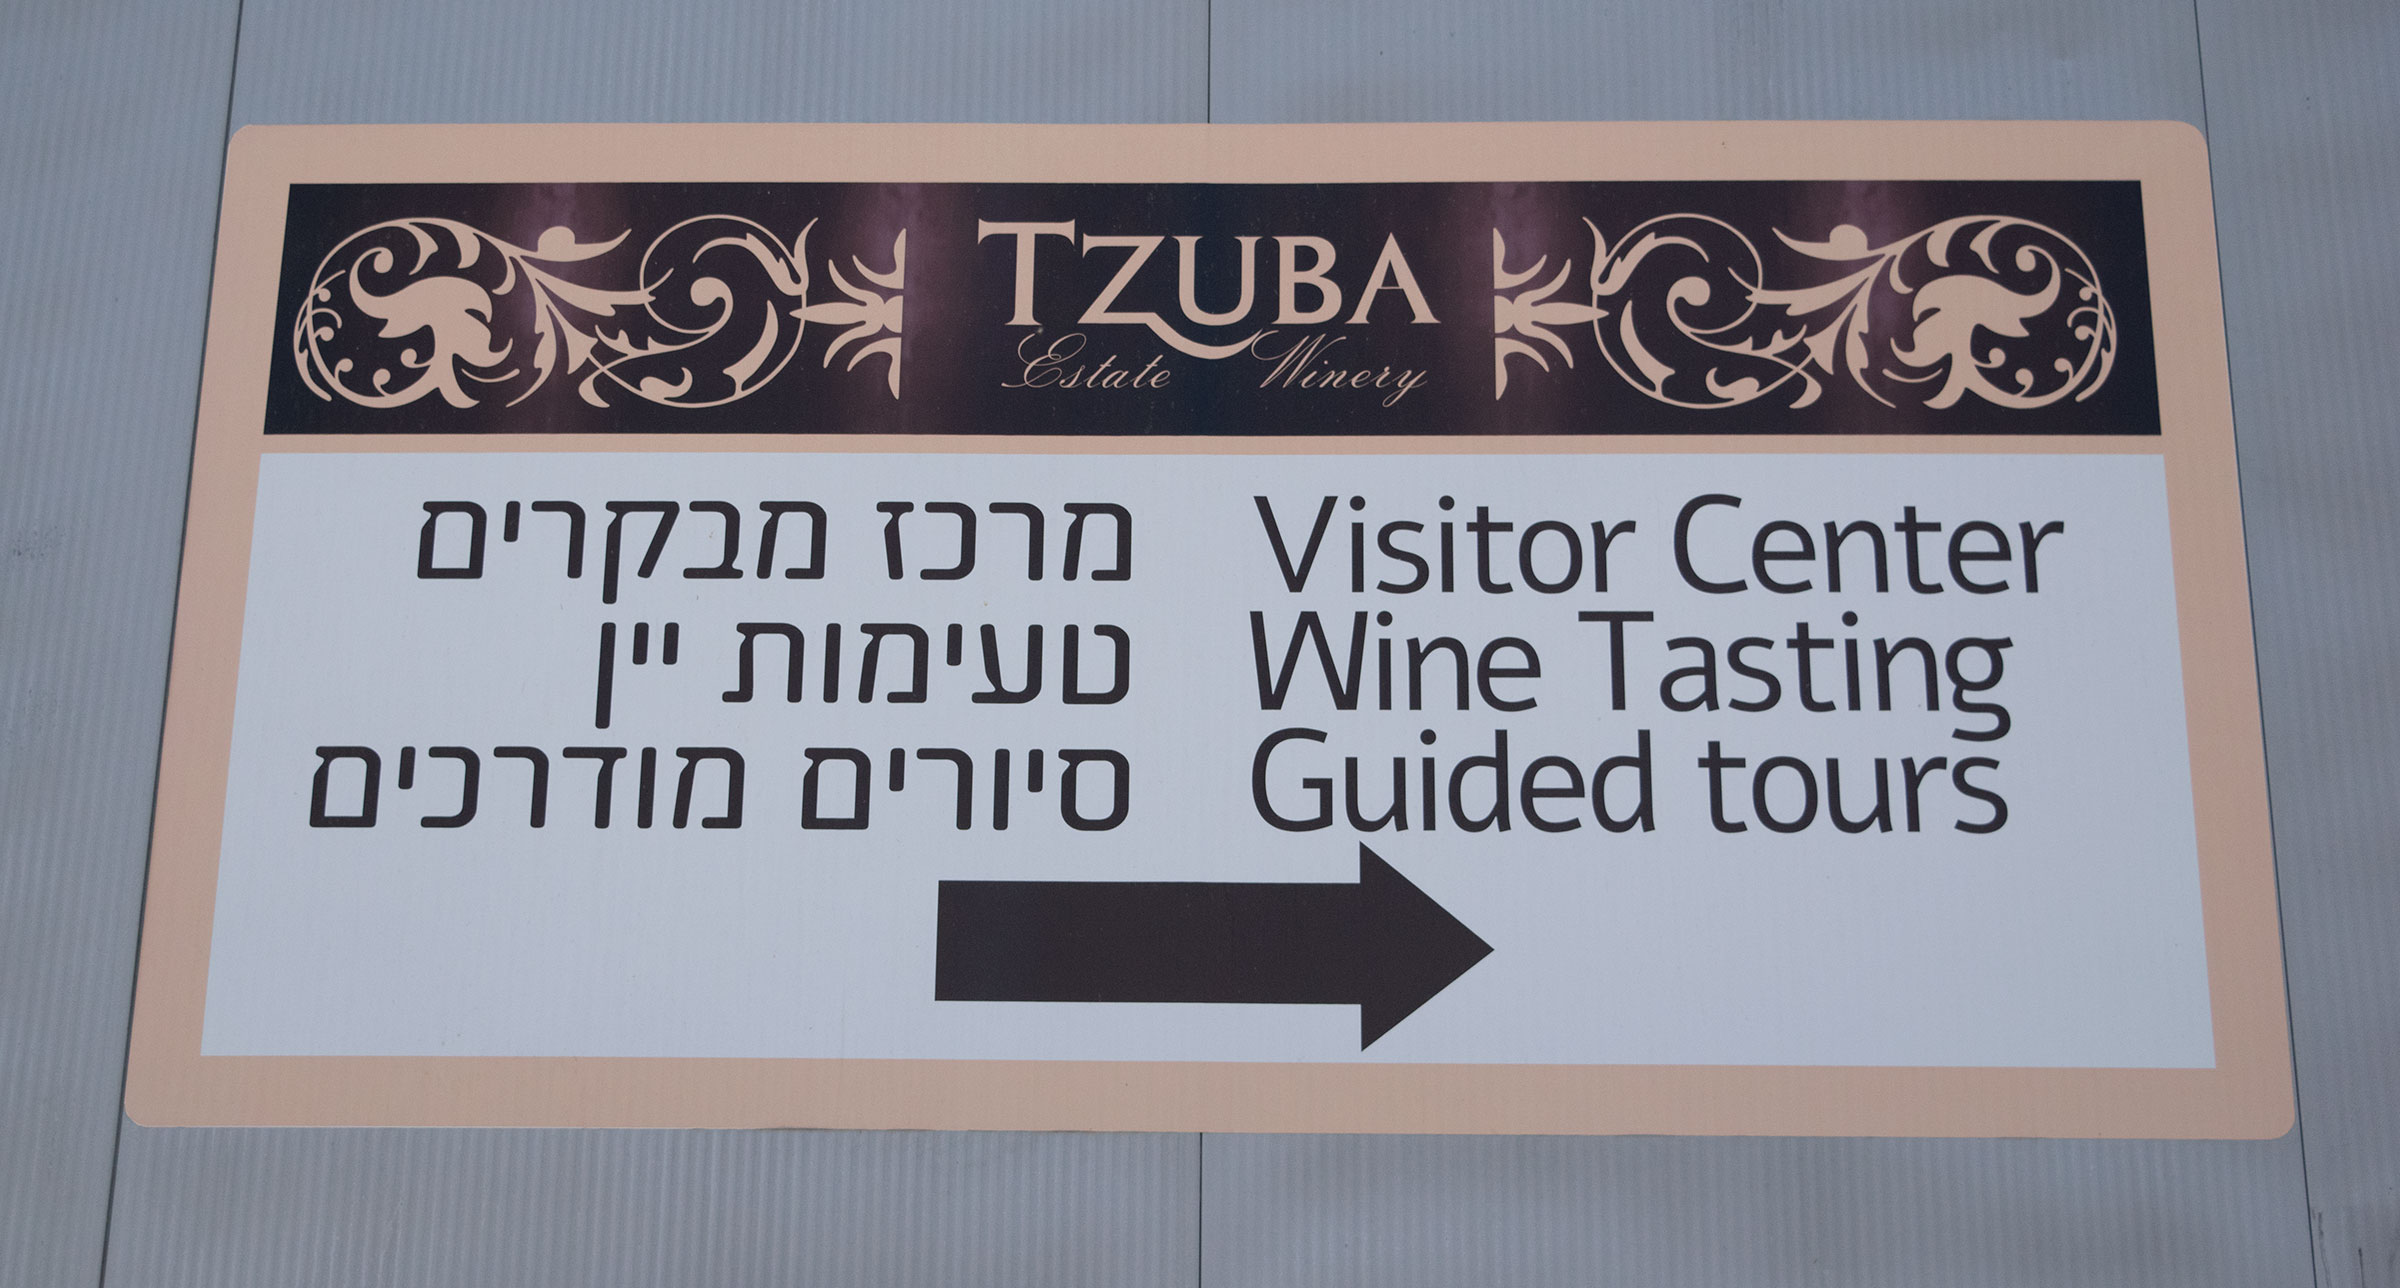 TZUBA
Estate Winery
מרכז מבקרים
טעימות יין
סיורים מודרכים
Visitor Center
Wine Tasting
Guided tours